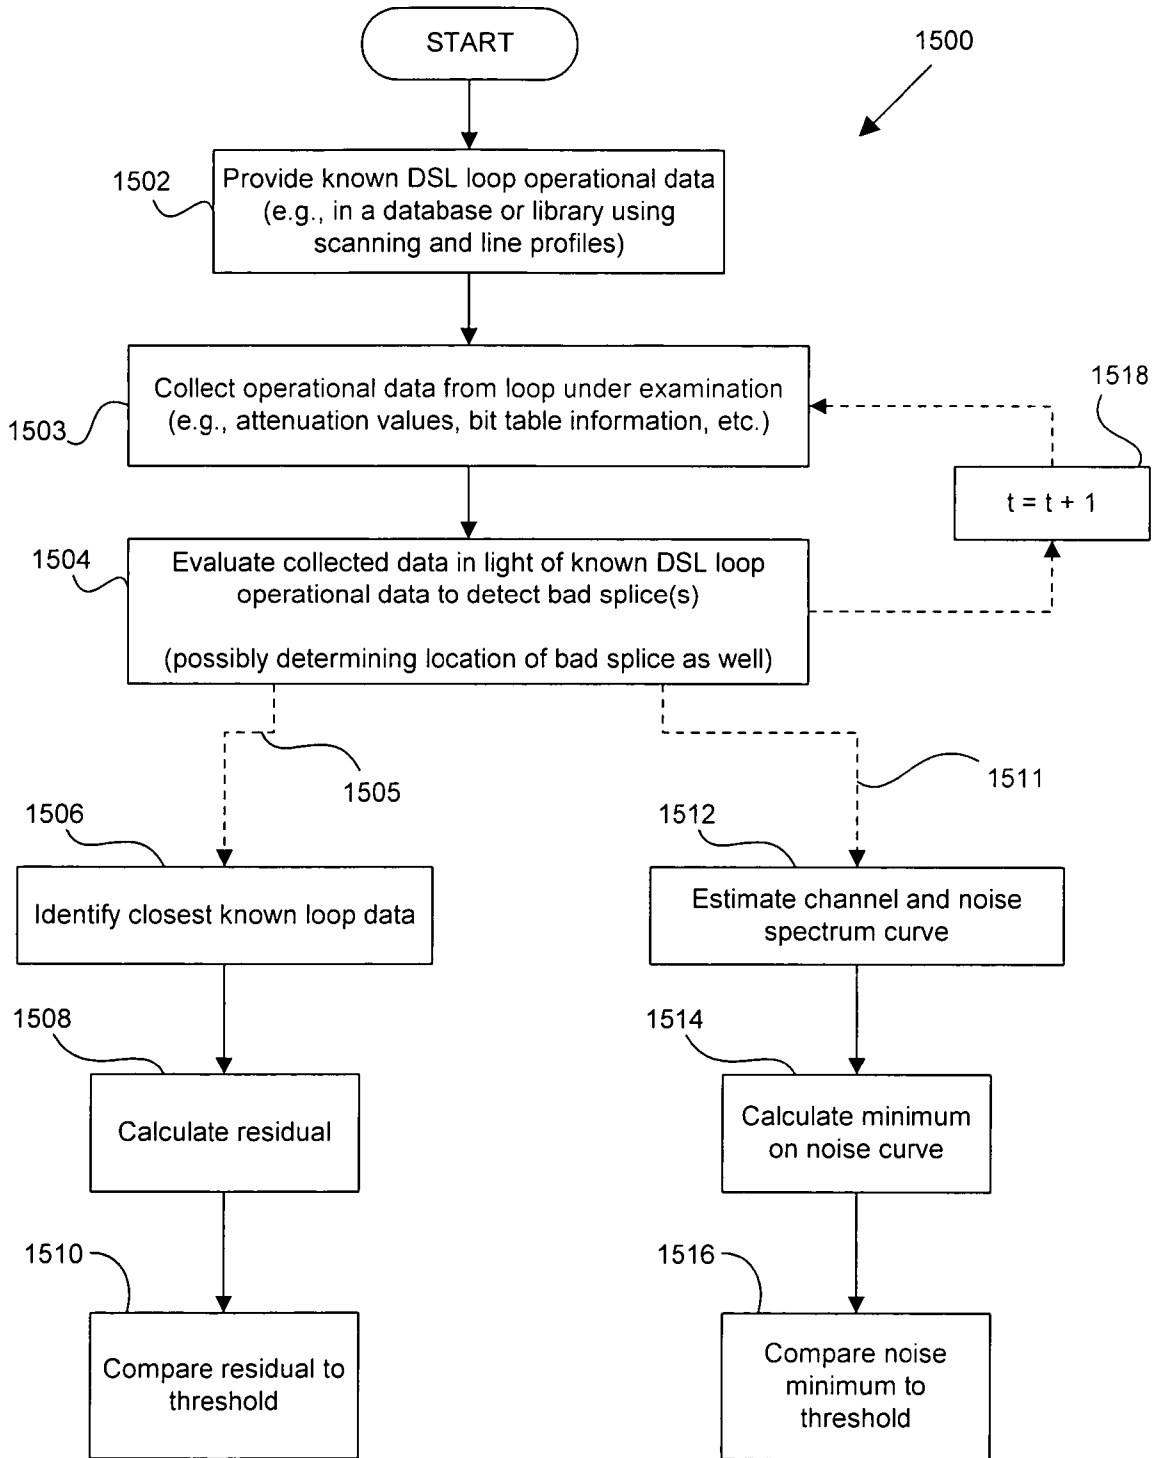 START
1500
1502
Provide known DSL loop operational data
(e.g., in a database or library using
scanning and line profiles)
1503
Collect operational data from loop under examination
(e.g., attenuation values, bit table information, etc.)
1518
t = t + 1
1504
Evaluate collected data in light of known DSL loop
operational data to detect bad splice(s)
(possibly determining location of bad splice as well)
1505
1511
1506
Identify closest known loop data
1512
Estimate channel and noise
spectrum curve
1508
Calculate residual
1514
Calculate minimum
on noise curve
1510
Compare residual to
threshold
1516
Compare noise
minimum to
threshold